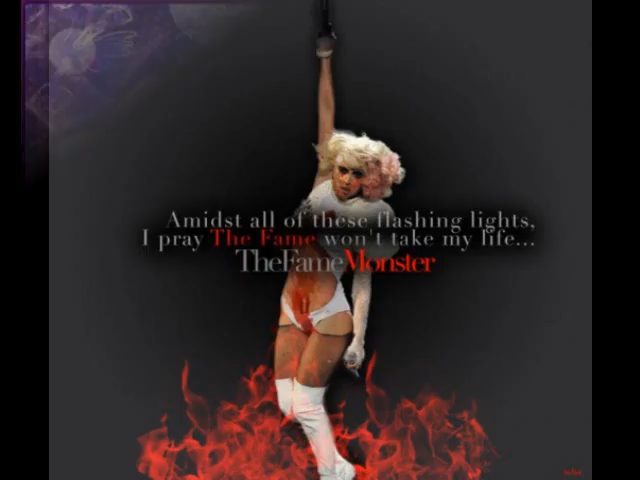 Amidst all of these flashing lights,
I pray The Fame won't take my life...
TheFameMonster